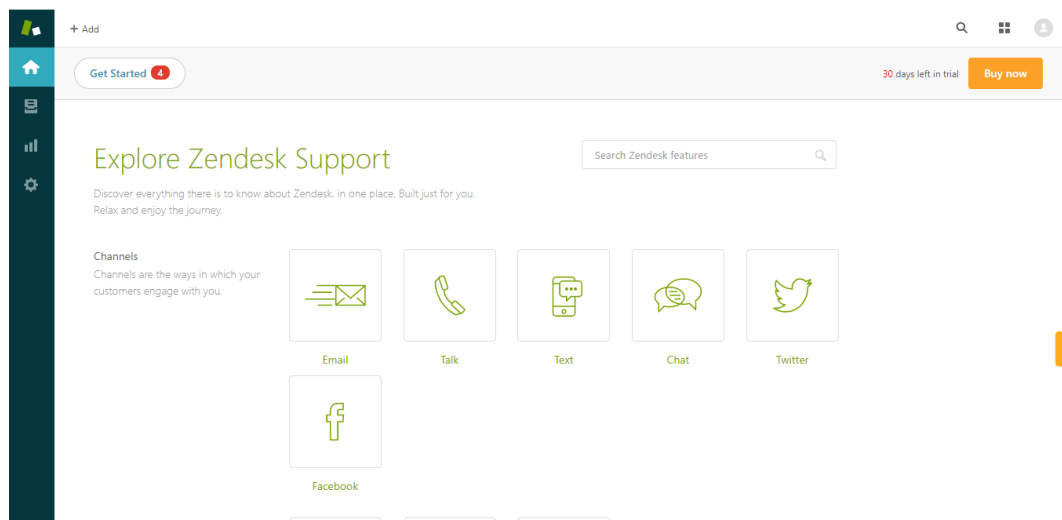 + Add
Get Started 4
30 days left in trial
Buy now
Explore Zendesk Support
Search Zendesk features
Discover everything there is to know about Zendesk, in one place. Built just for you.
Relax and enjoy the journey.
Channels
Channels are the ways in which your
customers engage with you.
Email
Talk
Text
Chat
Twitter
Facebook